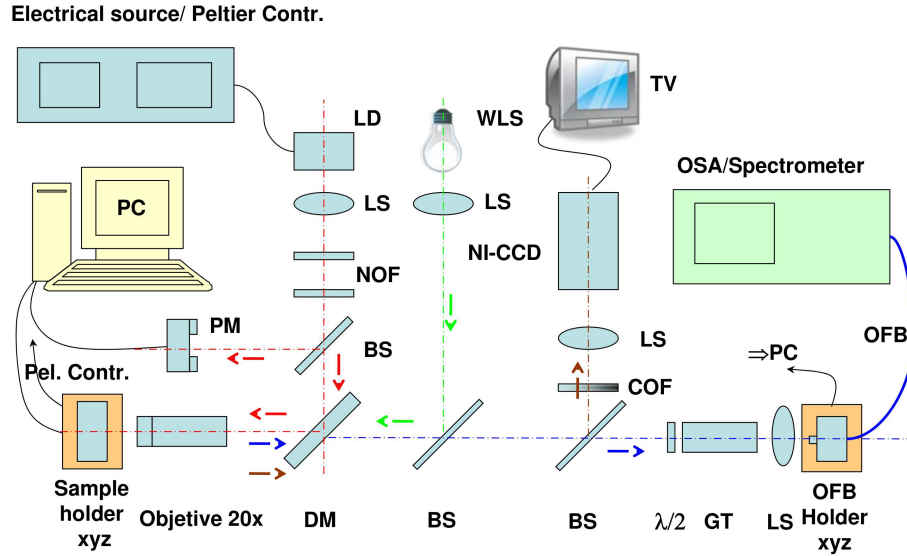 Electrical source/ Peltier Contr.
LD
WLS
TV
OSA/Spectrometer
PC
LS
LS
NI-CCD
NOF
PM
BS
LS
OFB
⇒PC
Pel. Contr.
COF
Sample
holder
xyz
Objetive 20x
DM
BS
BS
λ/2
GT
LS
OFB
Holder
xyz